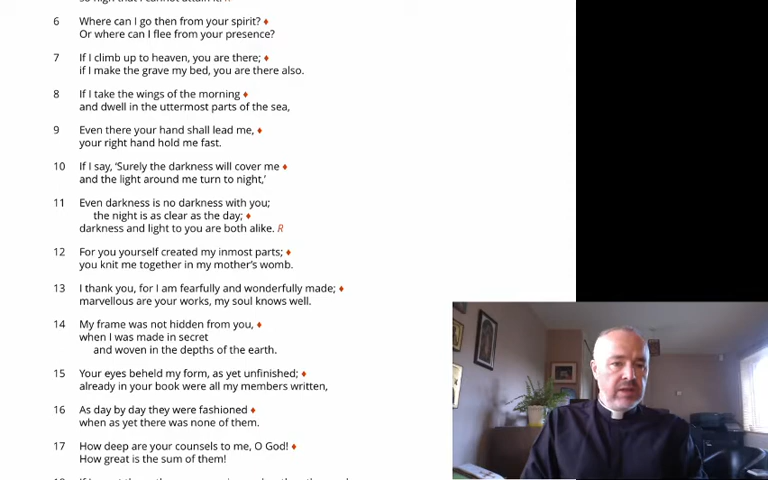 so high that I cannot attain it. R
6 Where can I go then from your spirit? ♦
Or where can I flee from your presence?
7 If I climb up to heaven, you are there; ♦
if I make the grave my bed, you are there also.
8 If I take the wings of the morning ♦
and dwell in the uttermost parts of the sea,
9 Even there your hand shall lead me, ♦
your right hand hold me fast.
10 If I say, ‘Surely the darkness will cover me ♦
and the light around me turn to night,’
11 Even darkness is no darkness with you;
the night is as clear as the day; ♦
darkness and light to you are both alike. R
12 For you yourself created my inmost parts; ♦
you knit me together in my mother’s womb.
13 I thank you, for I am fearfully and wonderfully made; ♦
marvellous are your works, my soul knows well.
14 My frame was not hidden from you, ♦
when I was made in secret
and woven in the depths of the earth.
15 Your eyes beheld my form, as yet unfinished; ♦
already in your book were all my members written,
16 As day by day they were fashioned ♦
when as yet there was none of them.
17 How deep are your counsels to me, O God! ♦
How great is the sum of them!